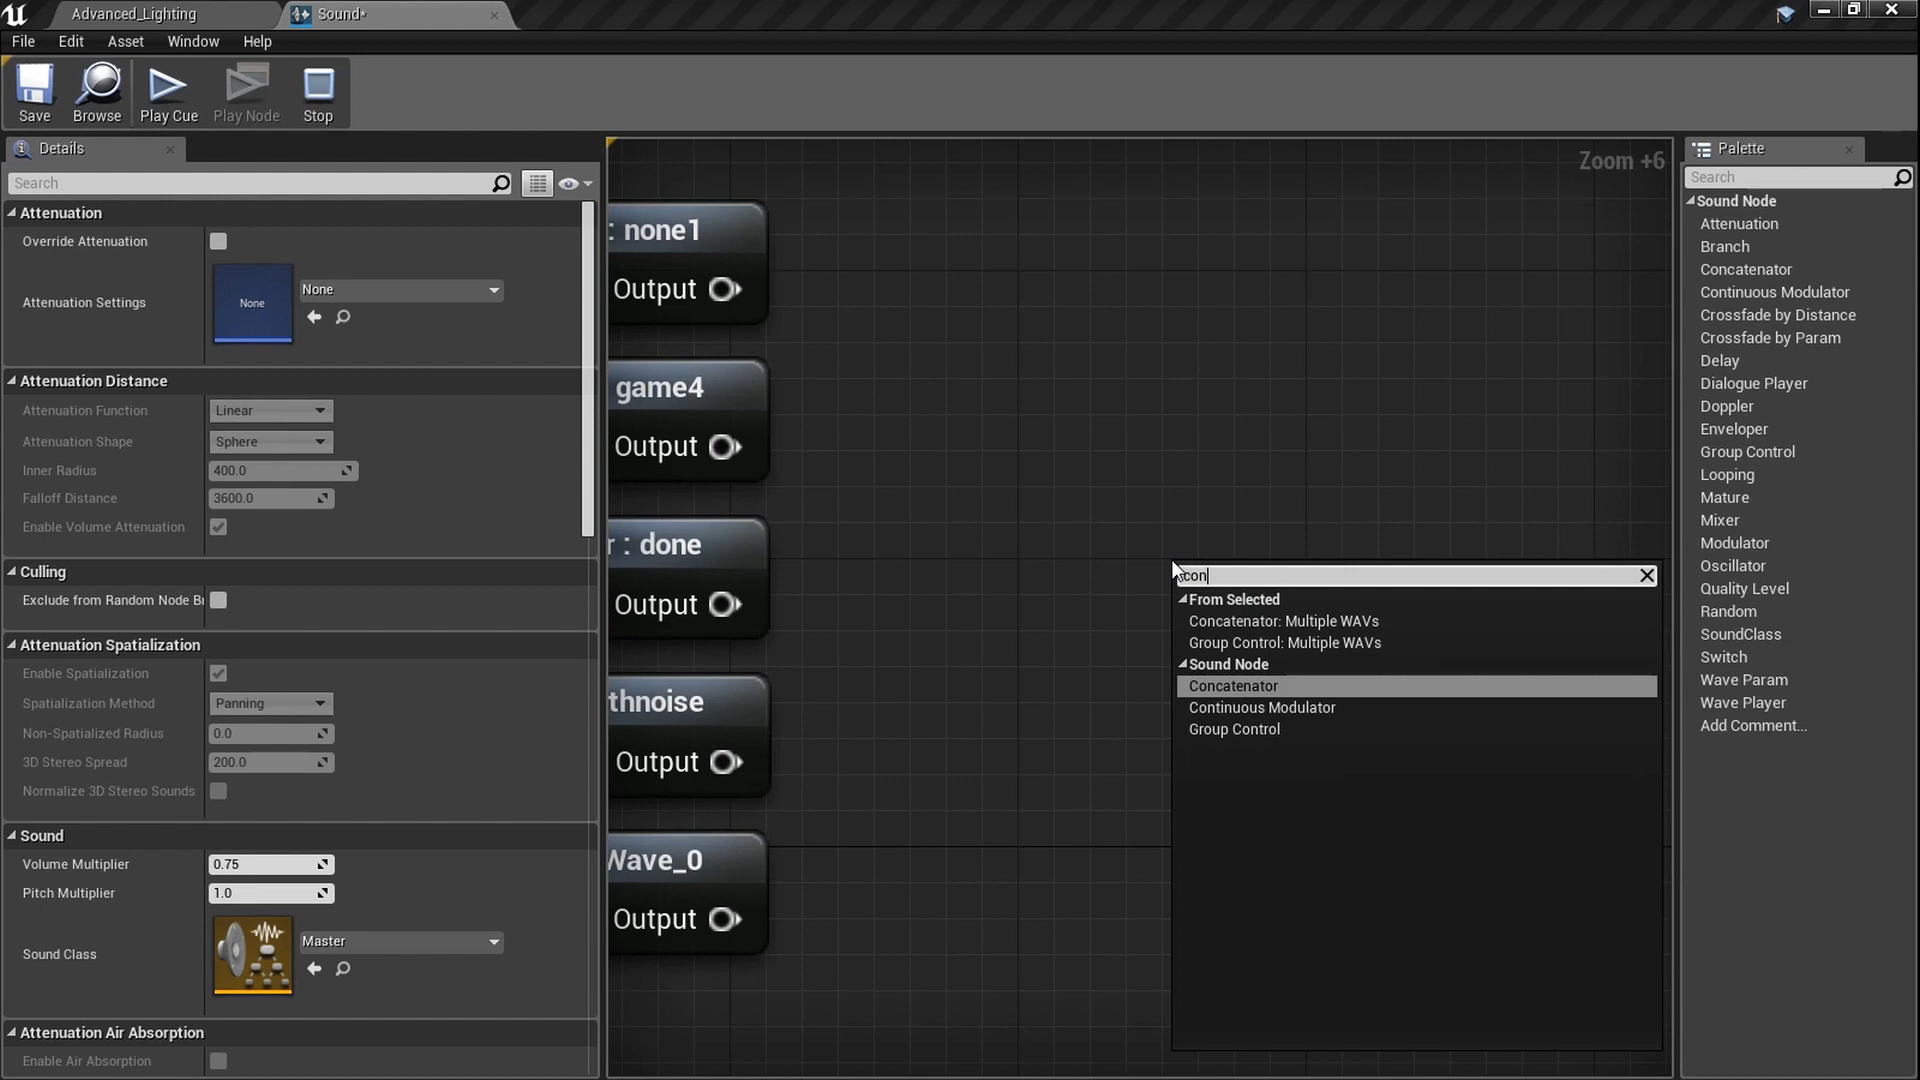 Advanced_Lighting
Sound*
File
Edit
Asset
Window
Help
Save
Browse
Play Cue
Play Node
Stop
Details
Search
Attenuation
Override Attenuation
Attenuation Settings
None
None
Attenuation Distance
Attenuation Function
Linear
Attenuation Shape
Sphere
Inner Radius
400.0
Falloff Distance
3600.0
Enable Volume Attenuation
Culling
Exclude from Random Node Br
Attenuation Spatialization
Enable Spatialization
Spatialization Method
Panning
Non-Spatialized Radius
0.0
3D Stereo Spread
200.0
Normalize 3D Stereo Sounds
Sound
Volume Multiplier
0.75
Pitch Multiplier
1.0
Sound Class
Master
Attenuation Air Absorption
Enable Air Absorption
Zoom +6
: none1
Output
game4
Output
r : done
Output
thnoise
Output
Wave_0
Output
con
From Selected
Concatenator: Multiple WAVs
Group Control: Multiple WAVs
Sound Node
Concatenator
Continuous Modulator
Group Control
Palette
Search
Sound Node
Attenuation
Branch
Concatenator
Continuous Modulator
Crossfade by Distance
Crossfade by Param
Delay
Dialogue Player
Doppler
Enveloper
Group Control
Looping
Mature
Mixer
Modulator
Oscillator
Quality Level
Random
SoundClass
Switch
Wave Param
Wave Player
Add Comment...